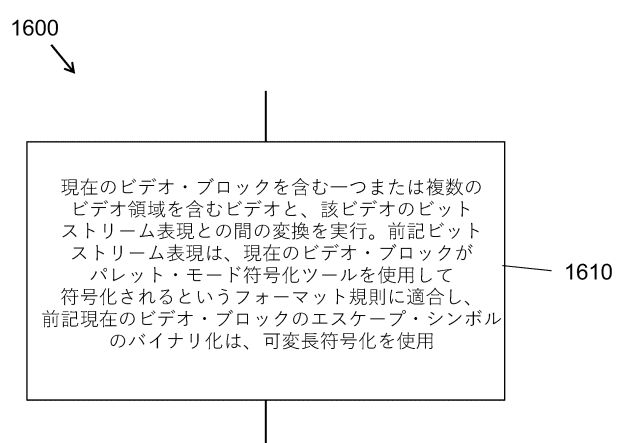 1600
現在のビデオ・ブロックを含む一つまたは複数の
ビデオ領域を含むビデオと、該ビデオのビット
ストリーム表現との間の変換を実行。前記ビット
ストリーム表現は、現在のビデオ・ブロックが
パレット・モード符号化ツールを使用して
符号化されるというフォーマット規則に適合し、
前記現在のビデオ・ブロックのエスケープ・シンボル
のバイナリ化は、可変長符号化を使用
1610